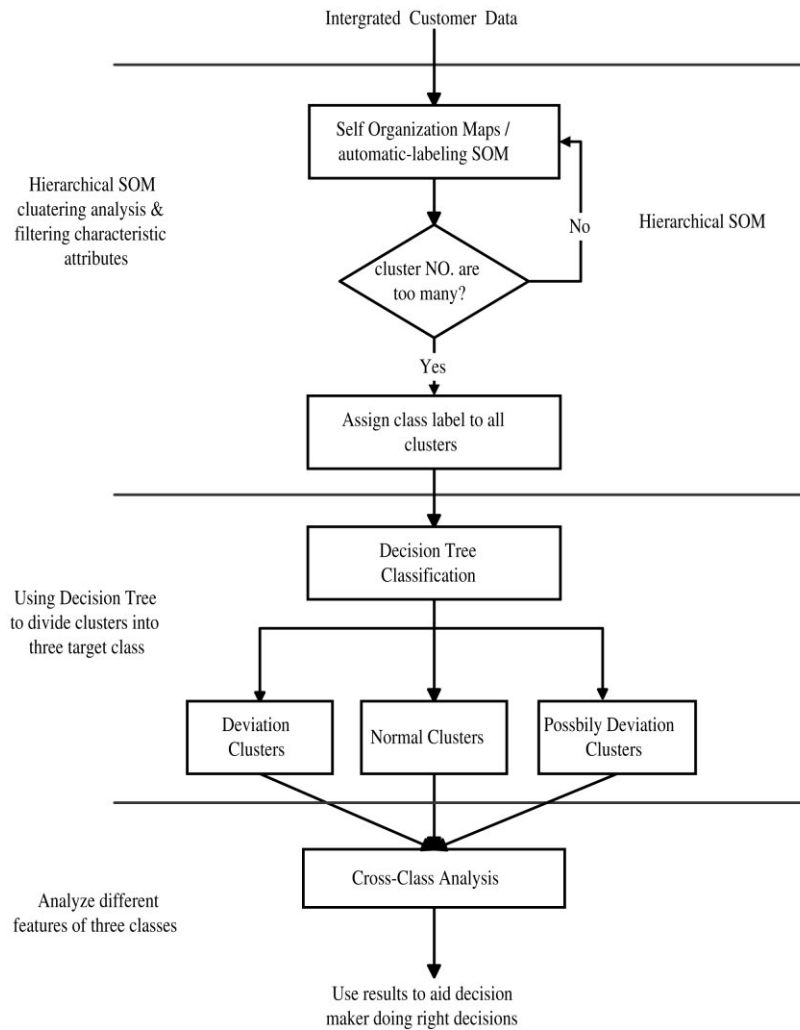 Intergrated Customer Data
Self Organization Maps /
automatic-labeling SOM
Hierarchical SOM
cluatering analysis &
filtering characteristic
attributes
No
Hierarchical SOM
cluster NO. are
too many?
Yes
Assign class label to all
clusters
Decision Tree
Classification
Using Decision Tree
to divide clusters into
three target class
Deviation
Clusters
Normal Clusters
Possbily Deviation
Clusters
Cross-Class Analysis
Analyze different
features of three classes
Use results to aid decision
maker doing right decisions